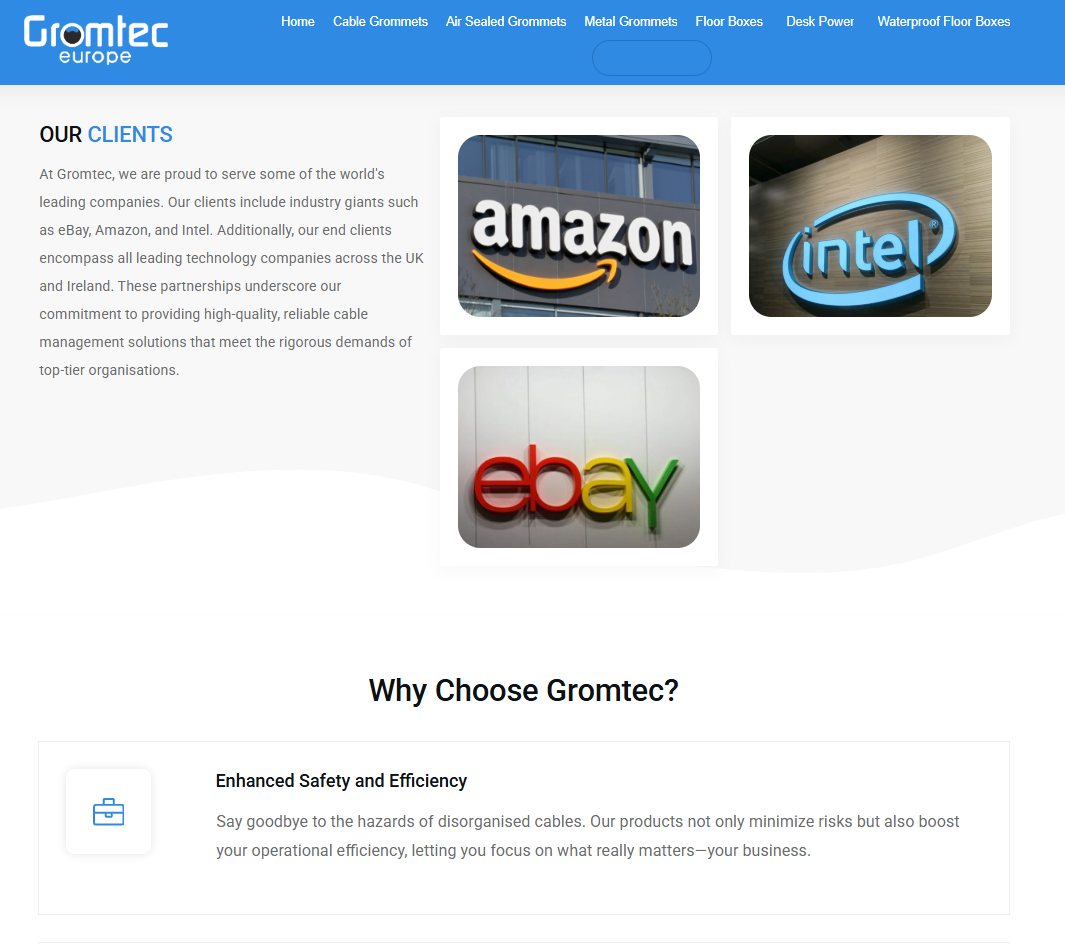 Gromtec
europe
Home Cable Grommets Air Sealed Grommets Metal Grommets Floor Boxes Desk Power Waterproof Floor Boxes
OUR CLIENTS
At Gromtec, we are proud to serve some of the world's
leading companies. Our clients include industry giants such
as eBay, Amazon, and Intel. Additionally, our end clients
encompass all leading technology companies across the UK
and Ireland. These partnerships underscore our
commitment to providing high-quality, reliable cable
management solutions that meet the rigorous demands of
top-tier organisations.
amazon
intel®
ebay
Why Choose Gromtec?
Enhanced Safety and Efficiency
Say goodbye to the hazards of disorganised cables. Our products not only minimize risks but also boost
your operational efficiency, letting you focus on what really matters—your business.